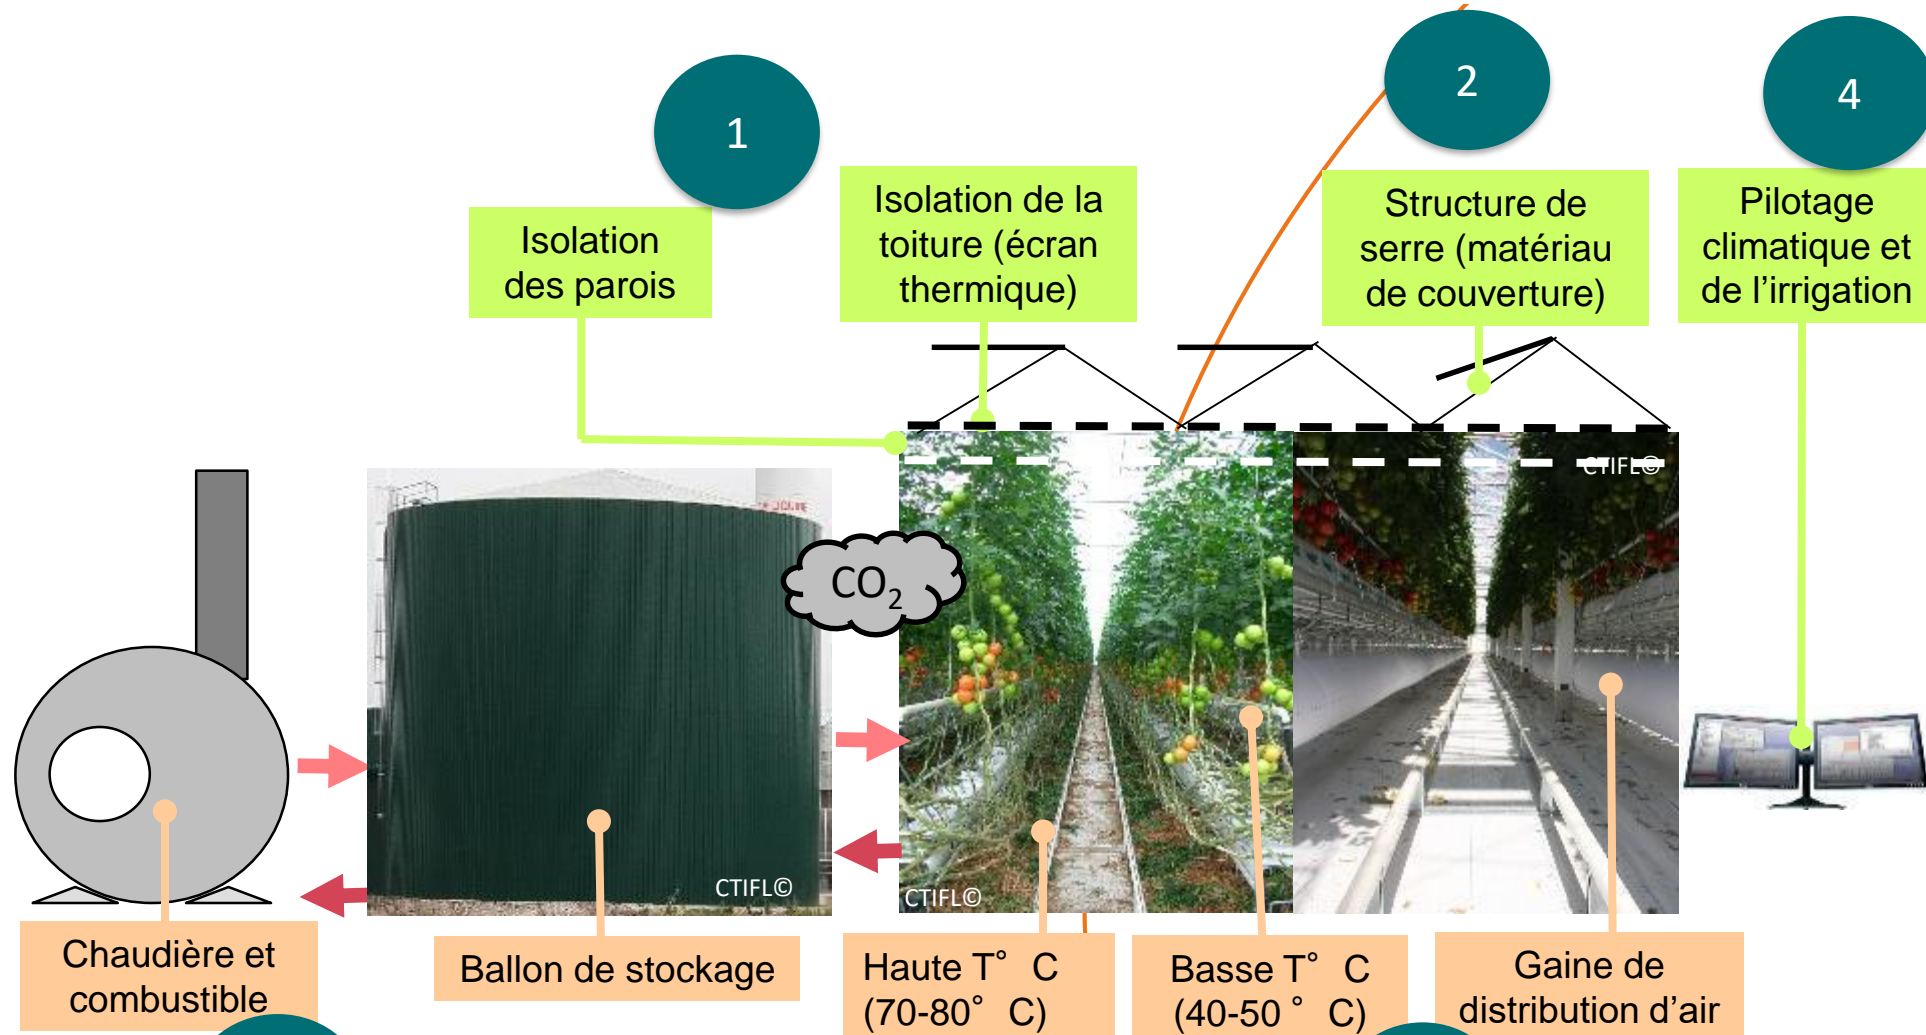 1
2
4
Isolation
des parois
Isolation de la
toiture (écran
thermique)
Structure de
serre (matériau
de couverture)
Pilotage
climatique et
de l’irrigation
CTIFL©
CO2
CTIFL©
CTIFL©
Chaudière et
combustible
Ballon de stockage
Haute T° C
(70-80° C)
Basse T° C
(40-50 ° C)
Gaine de
distribution d’air